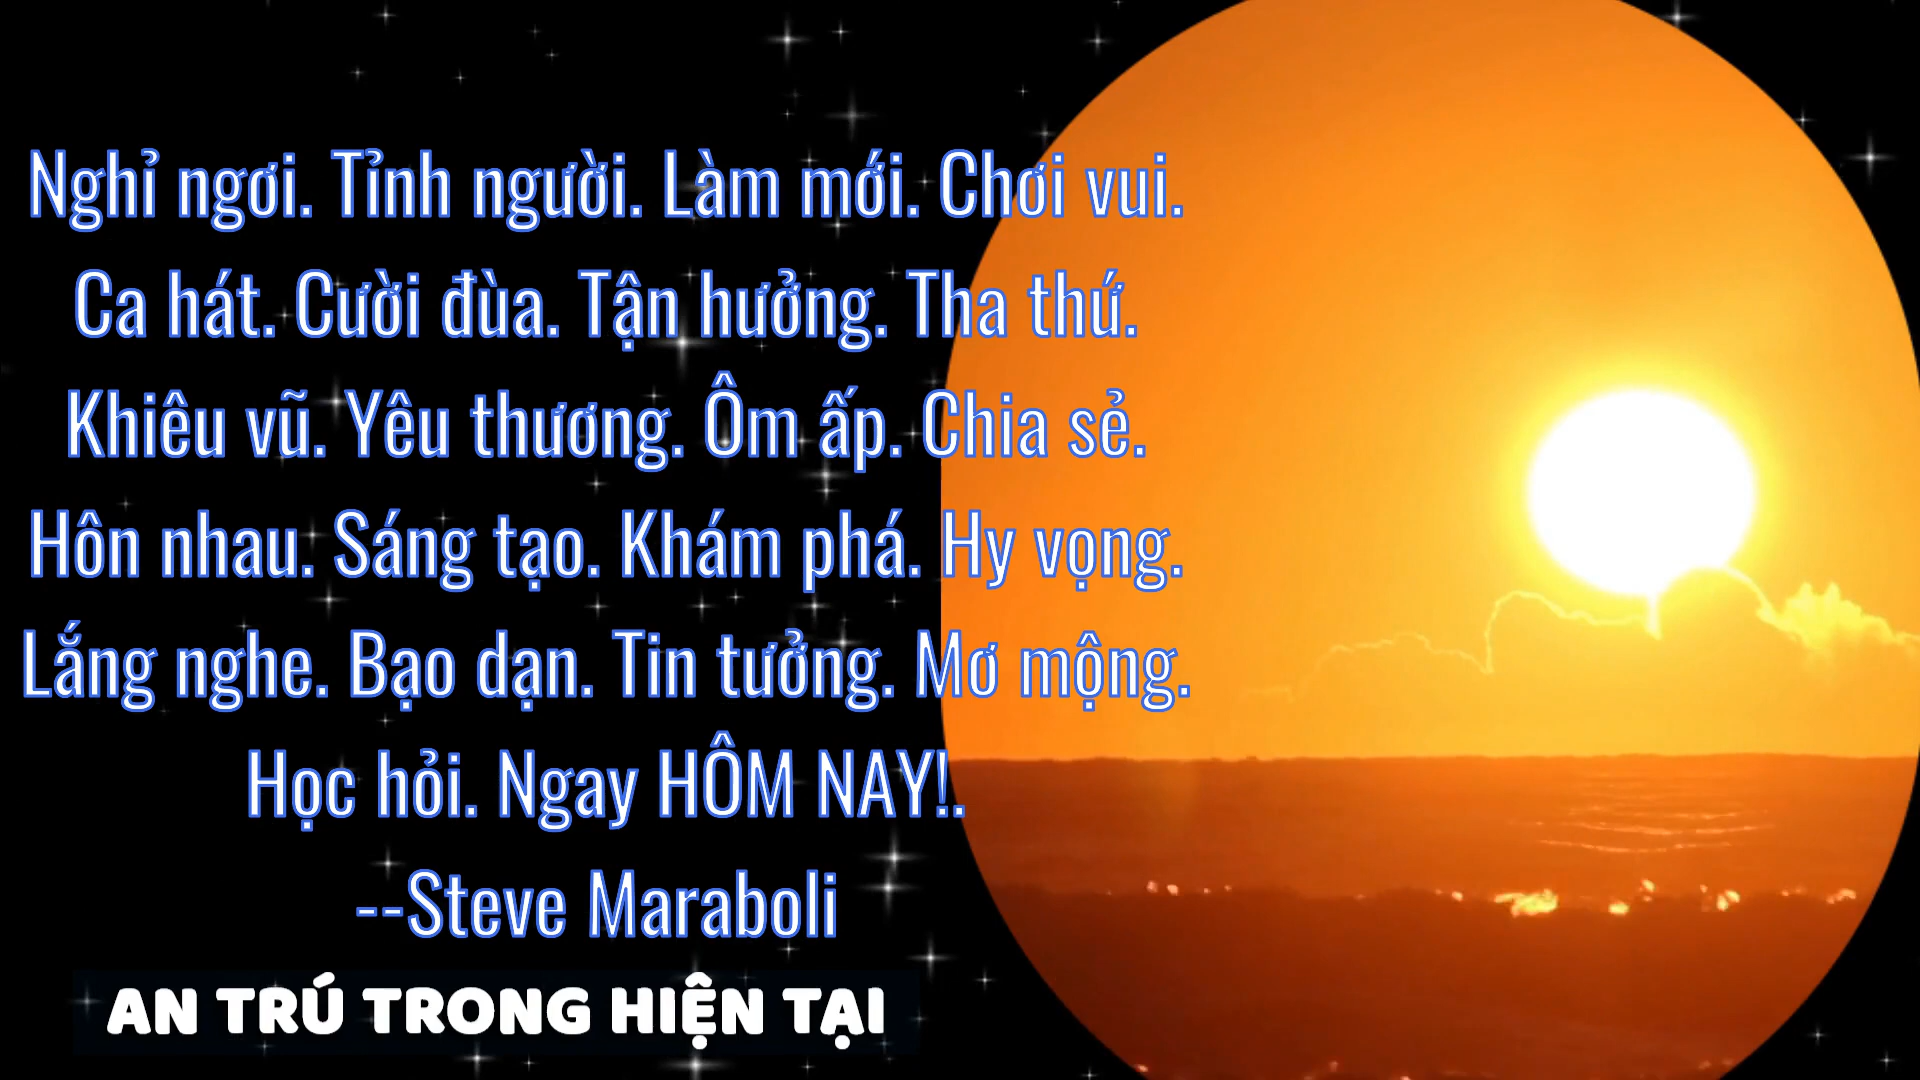 Nghỉ ngơi. Tỉnh người. Làm mới. Chơi vui.
Ca hát. Cười đùa. Tận hưởng. Tha thứ.
Khiêu vũ. Yêu thương. Ôm ấp. Chia sẻ.
Hôn nhau. Sáng tạo. Khám phá. Hy vọng.
Lắng nghe. Bạo dạn. Tin tưởng. Mơ mộng.
Học hỏi. Ngay HÔM NAY!.
--Steve Maraboli
AN TRÚ TRONG HIỆN TẠI